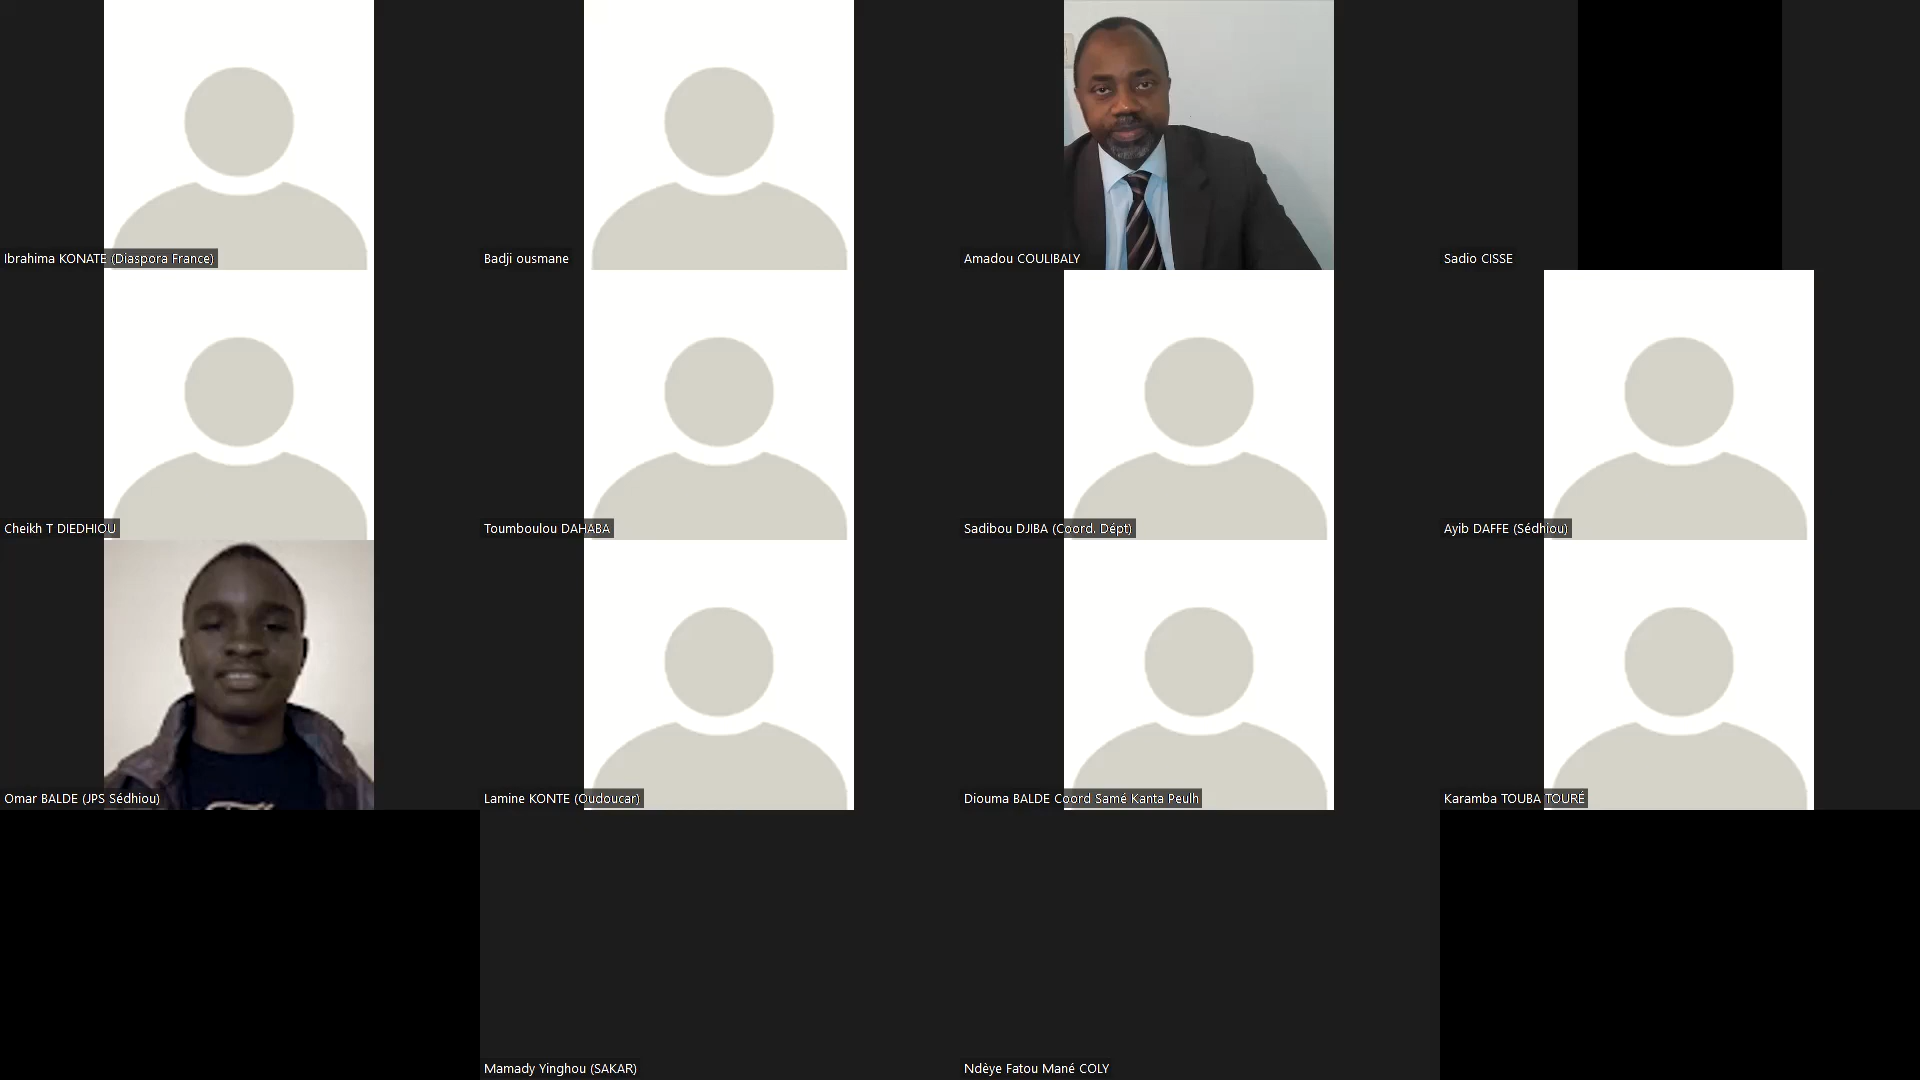 Ibrahima KONATE (Diaspora France)
Badji ousmane
Amadou COULIBALY
Sadio CISSE
Cheikh T DIEDHIOU
Toumboulou DAHABA
Sadibou DJIBA (Coord. Dépt)
Ayib DAFFE (Sédhiou)
Omar BALDE (JPS Sédhiou)
Lamine KONTE (Oudoucar)
Diouma BALDE Coord Samé Kanta Peulh
Karamba TOUBA TOURÉ
Mamady Yinghou (SAKAR)
Ndèye Fatou Mané COLY